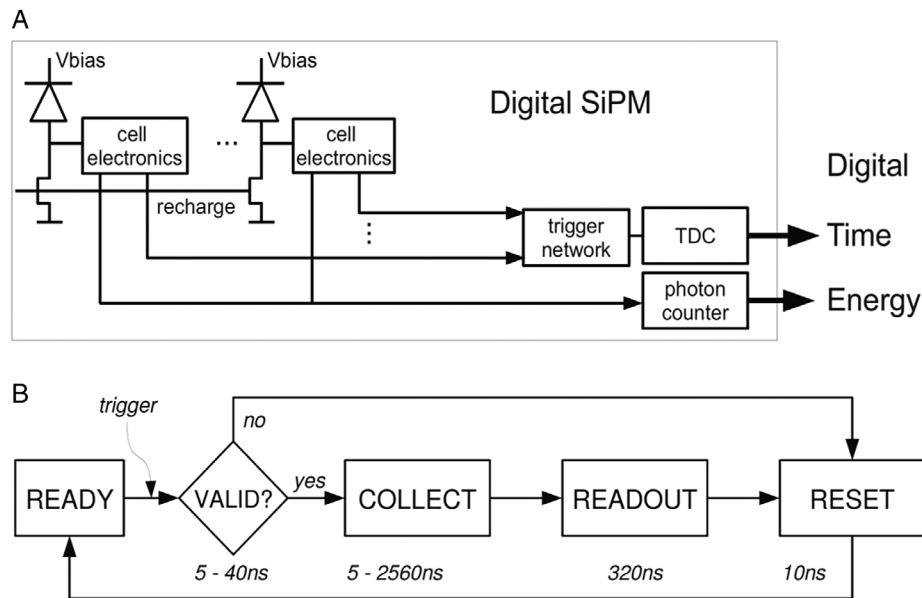 A
Vbias
Vbias
Digital SiPM
cell
electronics
...
cell
electronics
Digital
recharge
...
trigger
network
TDC
Time
photon
counter
Energy
B
trigger
no
READY
VALID?
yes
COLLECT
READOUT
RESET
5 - 40ns
5 - 2560ns
320ns
10ns